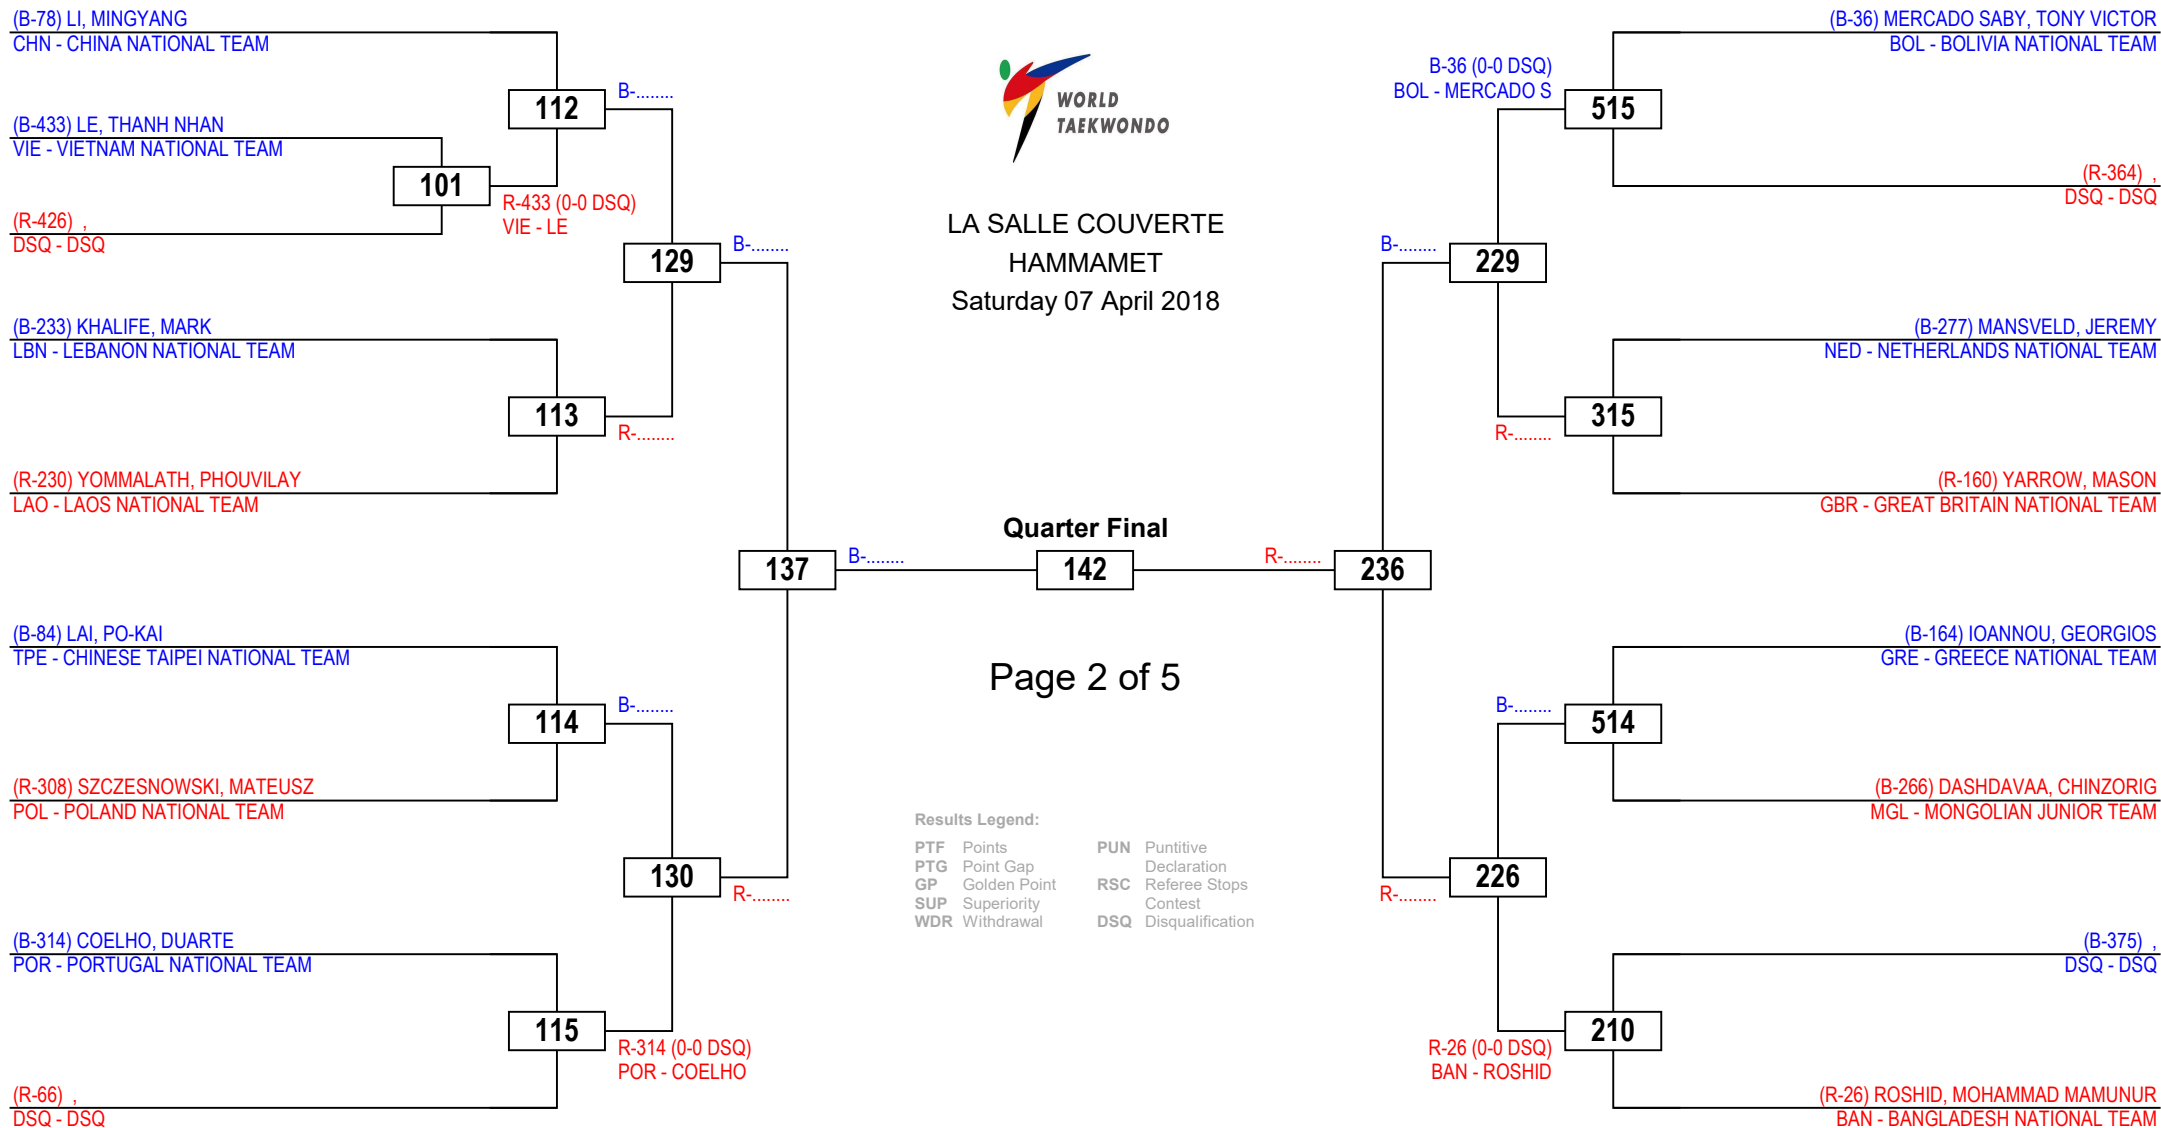 (B-78) LI, MINGYANG
CHN - CHINA NATIONAL TEAM
112
B-........
(B-433) LE, THANH NHAN
VIE - VIETNAM NATIONAL TEAM
101
R-433 (0-0 DSQ)
VIE - LE
(R-426) ,
DSQ - DSQ
129
B-........
(B-233) KHALIFE, MARK
LBN - LEBANON NATIONAL TEAM
113
R-........
(R-230) YOMMALATH, PHOUVILAY
LAO - LAOS NATIONAL TEAM
137
B-........
(B-84) LAI, PO-KAI
TPE - CHINESE TAIPEI NATIONAL TEAM
114
B-........
(R-308) SZCZESNOWSKI, MATEUSZ
POL - POLAND NATIONAL TEAM
130
R-........
(B-314) COELHO, DUARTE
POR - PORTUGAL NATIONAL TEAM
115
R-314 (0-0 DSQ)
POR - COELHO
(R-66) ,
DSQ - DSQ
WORLD
TAEKWONDO
LA SALLE COUVERTE
HAMMAMET
Saturday 07 April 2018
Quarter Final
142
Page 2 of 5
Results Legend:
PTF Points
PTG Point Gap
GP Golden Point
SUP Superiority
WDR Withdrawal
PUN Puntitive
Declaration
RSC Referee Stops
Contest
DSQ Disqualification
(B-36) MERCADO SABY, TONY VICTOR
BOL - BOLIVIA NATIONAL TEAM
B-36 (0-0 DSQ)
BOL - MERCADO S
515
(R-364) ,
DSQ - DSQ
B-........
229
(B-277) MANSVELD, JEREMY
NED - NETHERLANDS NATIONAL TEAM
315
R-........
(R-160) YARROW, MASON
GBR - GREAT BRITAIN NATIONAL TEAM
R-........
236
(B-164) IOANNOU, GEORGIOS
GRE - GREECE NATIONAL TEAM
B-........
514
(B-266) DASHDAVAA, CHINZORIG
MGL - MONGOLIAN JUNIOR TEAM
226
R-........
(B-375) ,
DSQ - DSQ
210
R-26 (0-0 DSQ)
BAN - ROSHID
(R-26) ROSHID, MOHAMMAD MAMUNUR
BAN - BANGLADESH NATIONAL TEAM